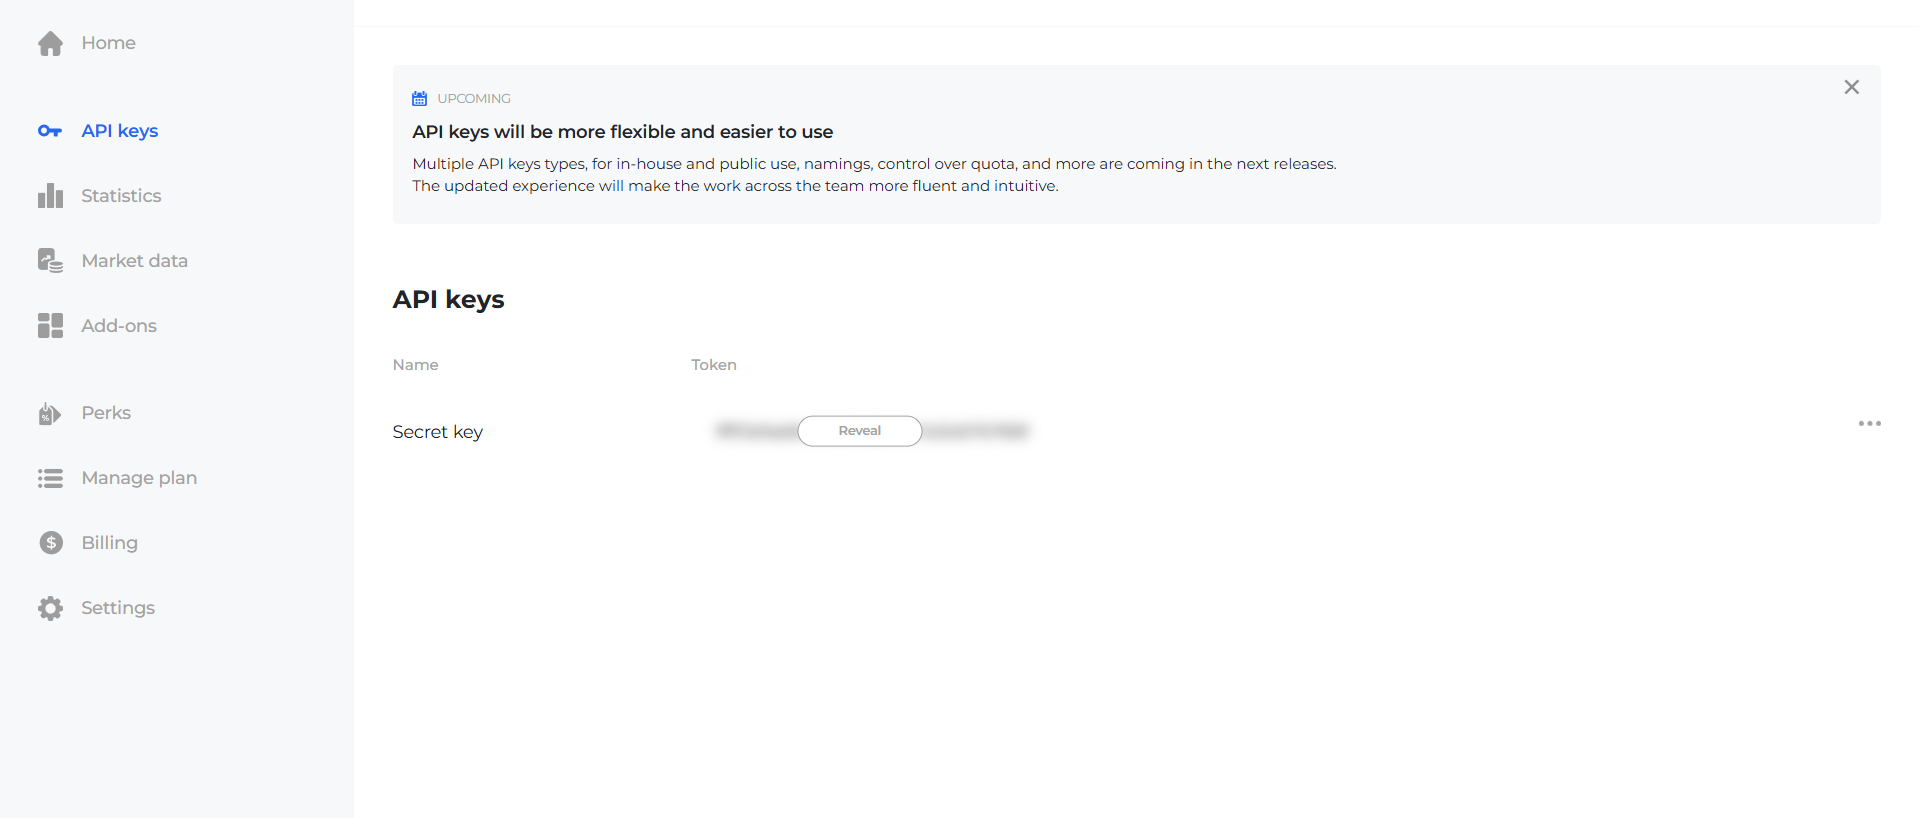 Home
API keys
Statistics
Market data
Add-ons
Perks
Manage plan
Billing
Settings
UPCOMING
API keys will be more flexible and easier to use
Multiple API keys types, for in-house and public use, namings, control over quota, and more are coming in the next releases.
The updated experience will make the work across the team more fluent and intuitive.
API keys
Name Token
Secret key Reveal